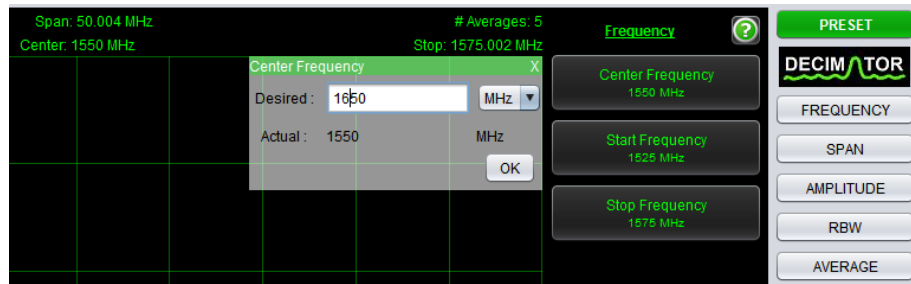 Span: 50.004 MHz
# Averages: 5
Center: 1550 MHz
Stop: 1575.002 MHz
Center Frequency X
Desired : 1650 MHz
Actual : 1550 MHz
OK
Frequency
?
Center Frequency
1550 MHz
Start Frequency
1525 MHz
Stop Frequency
1575 MHz
PRESET
DECIMATOR
FREQUENCY
SPAN
AMPLITUDE
RBW
AVERAGE